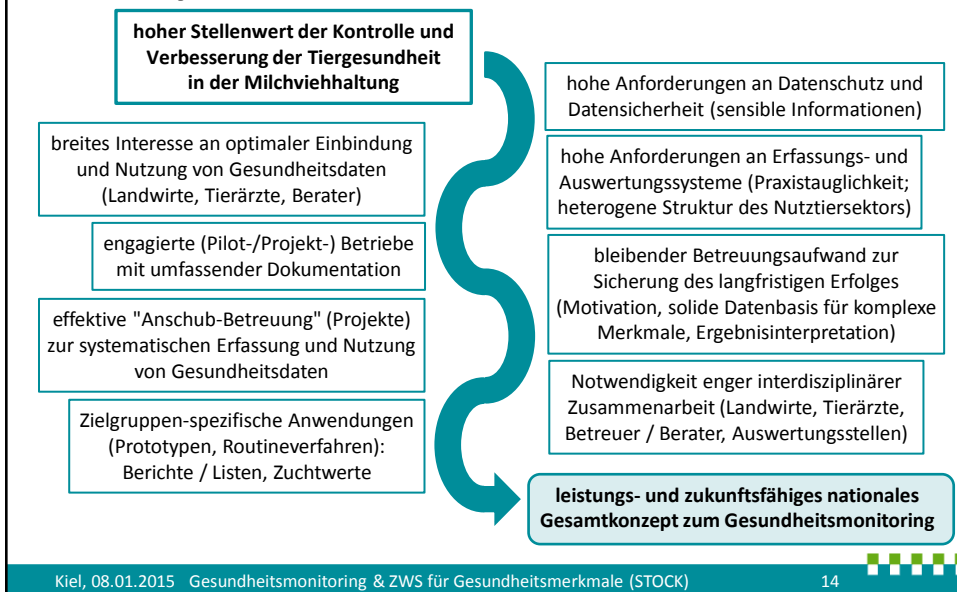 hoher Stellenwert der Kontrolle und
Verbesserung der Tiergesundheit
in der Milchviehhaltung
breites Interesse an optimaler Einbindung
und Nutzung von Gesundheitsdaten
(Landwirte, Tierärzte, Berater)
engagierte (Pilot-/Projekt-) Betriebe
mit umfassender Dokumentation
effektive "Anschub-Betreuung" (Projekte)
zur systematischen Erfassung und Nutzung
von Gesundheitsdaten
Zielgruppen-spezifische Anwendungen
(Prototypen, Routineverfahren):
Berichte / Listen, Zuchtwerte
hohe Anforderungen an Datenschutz und
Datensicherheit (sensible Informationen)
hohe Anforderungen an Erfassungs- und
Auswertungssysteme (Praxistauglichkeit;
heterogene Struktur des Nutztiersektors)
bleibender Betreuungsaufwand zur
Sicherung des langfristigen Erfolges
(Motivation, solide Datenbasis für komplexe
Merkmale, Ergebnisinterpretation)
Notwendigkeit enger interdisziplinärer
Zusammenarbeit (Landwirte, Tierärzte,
Betreuer / Berater, Auswertungsstellen)
leistungs- und zukunftsfähiges nationales
Gesamtkonzept zum Gesundheitsmonitoring
Kiel, 08.01.2015 Gesundheitsmonitoring & ZWS für Gesundheitsmerkmale (STOCK) 14